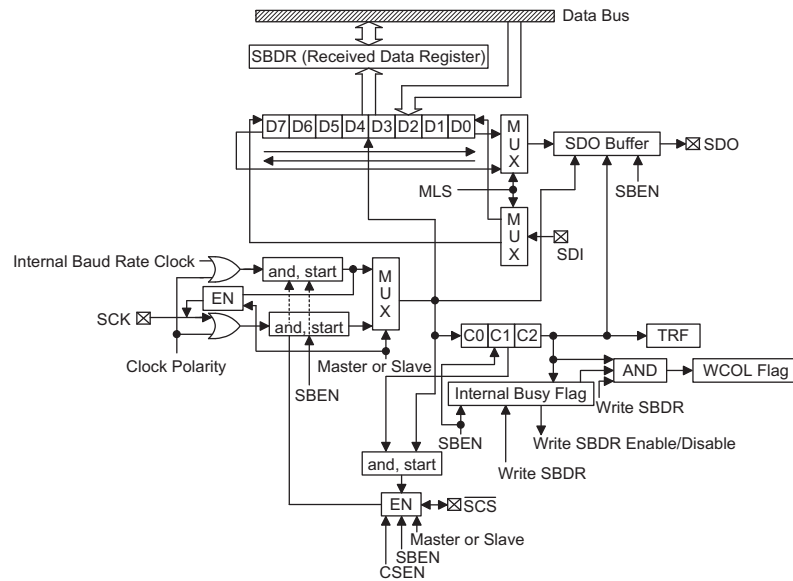 Data Bus
SBDR (Received Data Register)
D7 D6 D5 D4 D3 D2 D1 D0
MUX
SDO Buffer
SDO
MLS
SBEN
MUX
SDI
Internal Baud Rate Clock
and, start
MUX
EN
SCK
and, start
C0 C1 C2
TRF
Clock Polarity
Master or Slave
AND
WCOL Flag
SBEN
Internal Busy Flag
Write SBDR
SBEN
Write SBDR Enable/Disable
and, start
Write SBDR
EN
SCS
Master or Slave
SBEN
CSEN